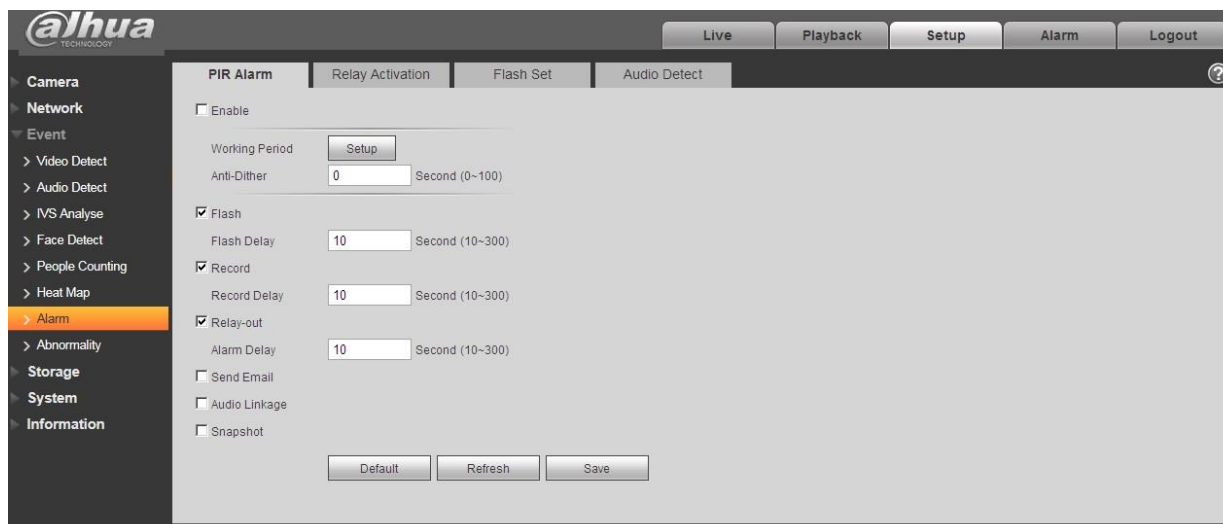 alhua
TECHNOLOGY
Live Playback Setup Alarm Logout
Camera
Network
Event
Video Detect
Audio Detect
IVS Analyse
Face Detect
People Counting
Heat Map
Alarm
Abnormality
Storage
System
Information
PIR Alarm Relay Activation Flash Set Audio Detect ?
Enable
Working Period Setup
Anti-Dither 0 Second (0~100)
Flash
Flash Delay 10 Second (10~300)
Record
Record Delay 10 Second (10~300)
Relay-out
Alarm Delay 10 Second (10~300)
Send Email
Audio Linkage
Snapshot
Default Refresh Save